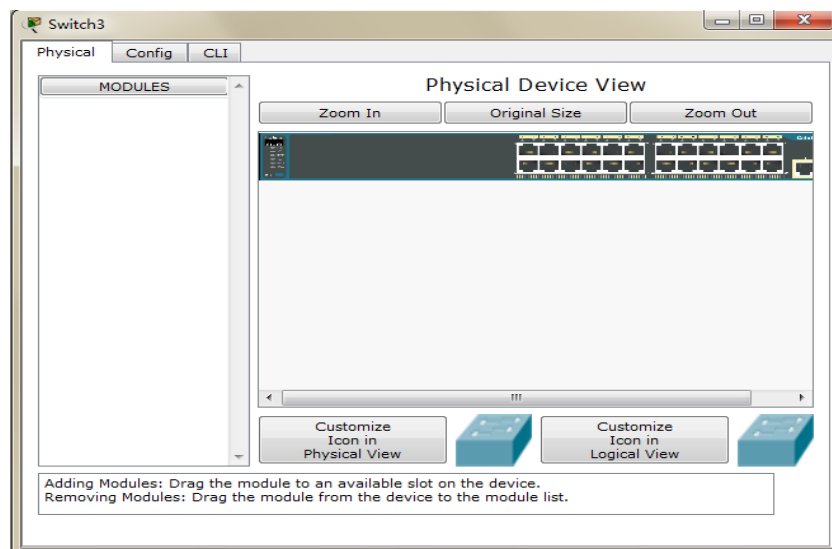 Switch3
Physical Config CLI
MODULES
Physical Device View
Zoom In Original Size Zoom Out
Customize
Icon in
Physical View
Customize
Icon in
Logical View
Adding Modules: Drag the module to an available slot on the device.
Removing Modules: Drag the module from the device to the module list.